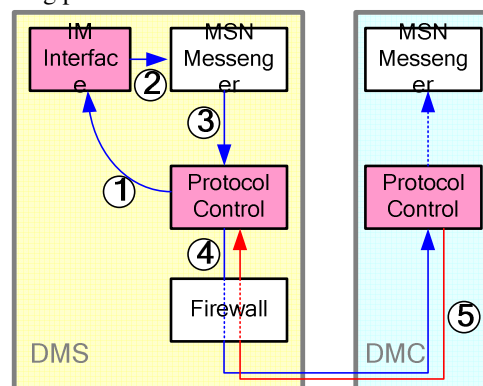 IM
Interfac
e
MSN
Messeng
er
MSN
Messeng
er
②
③
①
Protocol
Control
Protocol
Control
④
Firewall
⑤
DMS
DMC